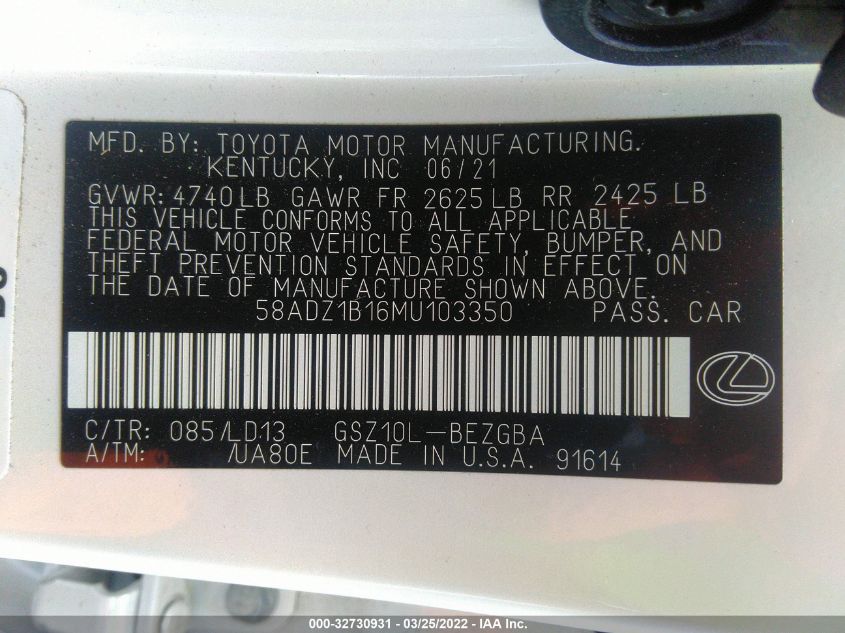 MFD. BY: TOYOTA MOTOR MANUFACTURING.
KENTUCKY, INC 06/21
GVWR: 4740LB GAWR FR 2625LB RR 2425 LB
THIS VEHICLE CONFORMS TO ALL APPLICABLE
FEDERAL MOTOR VEHICLE SAFETY, BUMPER, AND
THEFT PREVENTION STANDARDS IN EFFECT ON
THE DATE OF MANUFACTURE SHOWN ABOVE.
58ADZ1B16MU103350 PASS. CAR
C/TR: 085/LD13 GSZ10L-BEZGBA
A/TM: /UA80E MADE IN U.S.A. 91614
000-32730931 - 03/25/2022 - IAA Inc.